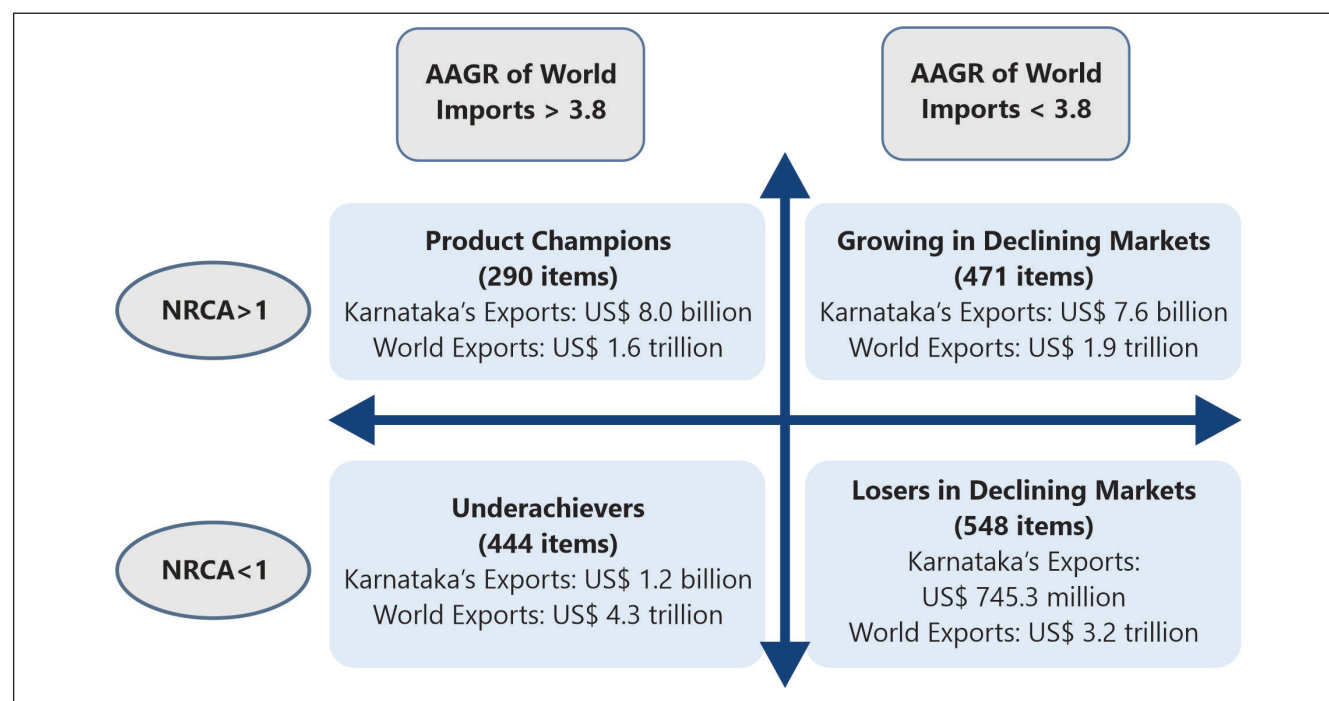 AAGR of World
Imports > 3.8
AAGR of World
Imports < 3.8
NRCA>1
Product Champions
(290 items)
Karnataka’s Exports: US$ 8.0 billion
World Exports: US$ 1.6 trillion
Growing in Declining Markets
(471 items)
Karnataka’s Exports: US$ 7.6 billion
World Exports: US$ 1.9 trillion
NRCA<1
Underachievers
(444 items)
Karnataka’s Exports: US$ 1.2 billion
World Exports: US$ 4.3 trillion
Losers in Declining Markets
(548 items)
Karnataka’s Exports:
US$ 745.3 million
World Exports: US$ 3.2 trillion